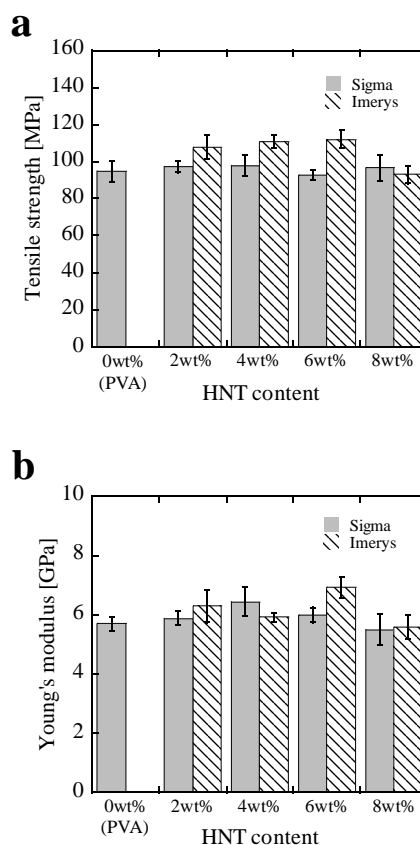 a
160
140
120
100
80
60
40
20
0
Tensile strength [MPa]
Sigma
Imerys
0wt% 2wt% 4wt% 6wt% 8wt%
(PVA)
HNT content
b
10
8
6
4
2
0
Young's modulus [GPa]
Sigma
Imerys
0wt% 2wt% 4wt% 6wt% 8wt%
(PVA)
HNT content